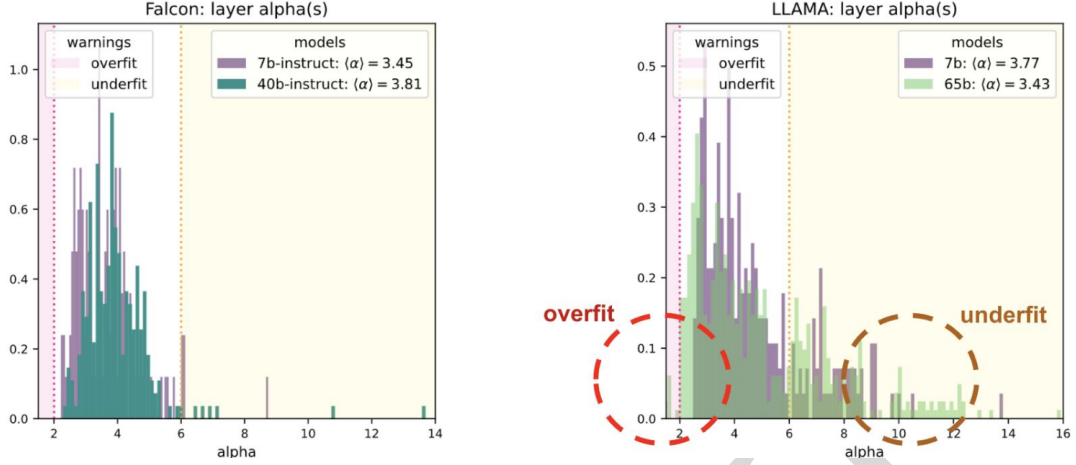 Falcon: layer alpha(s)
warnings
overfit
underfit
models
7b-instruct: ⟨α⟩ = 3.45
40b-instruct: ⟨α⟩ = 3.81
1.0
0.8
0.6
0.4
0.2
0.0
2 4 6 8 10 12 14
alpha
LLAMA: layer alpha(s)
warnings
overfit
underfit
models
7b: ⟨α⟩ = 3.77
65b: ⟨α⟩ = 3.43
0.5
0.4
0.3
0.2
0.1
0.0
overfit
underfit
2 4 6 8 10 12 14 16
alpha